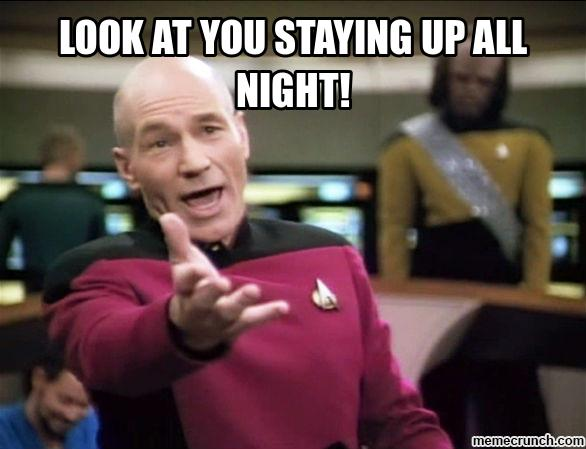 LOOK AT YOU STAYING UP ALL
NIGHT!
memecrunch.com